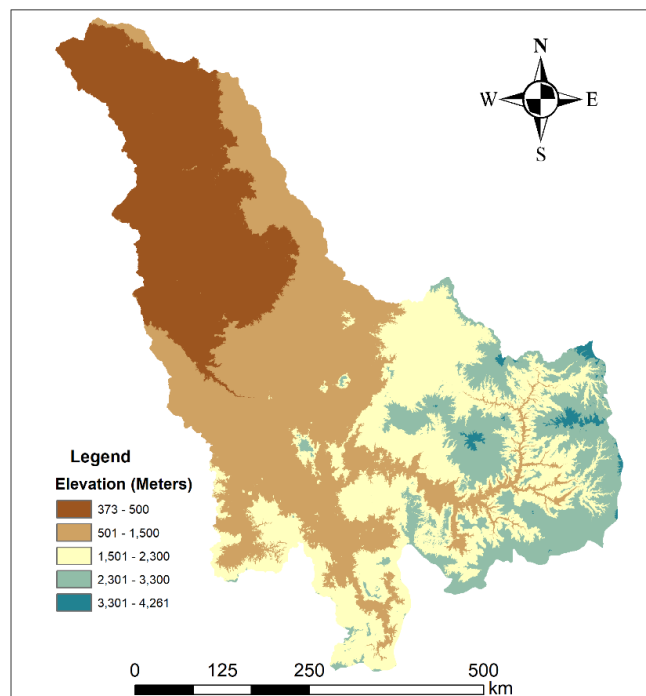 N
W E
S
Legend
Elevation (Meters)
373 - 500
501 - 1,500
1,501 - 2,300
2,301 - 3,300
3,301 - 4,261
0 125 250 500
km